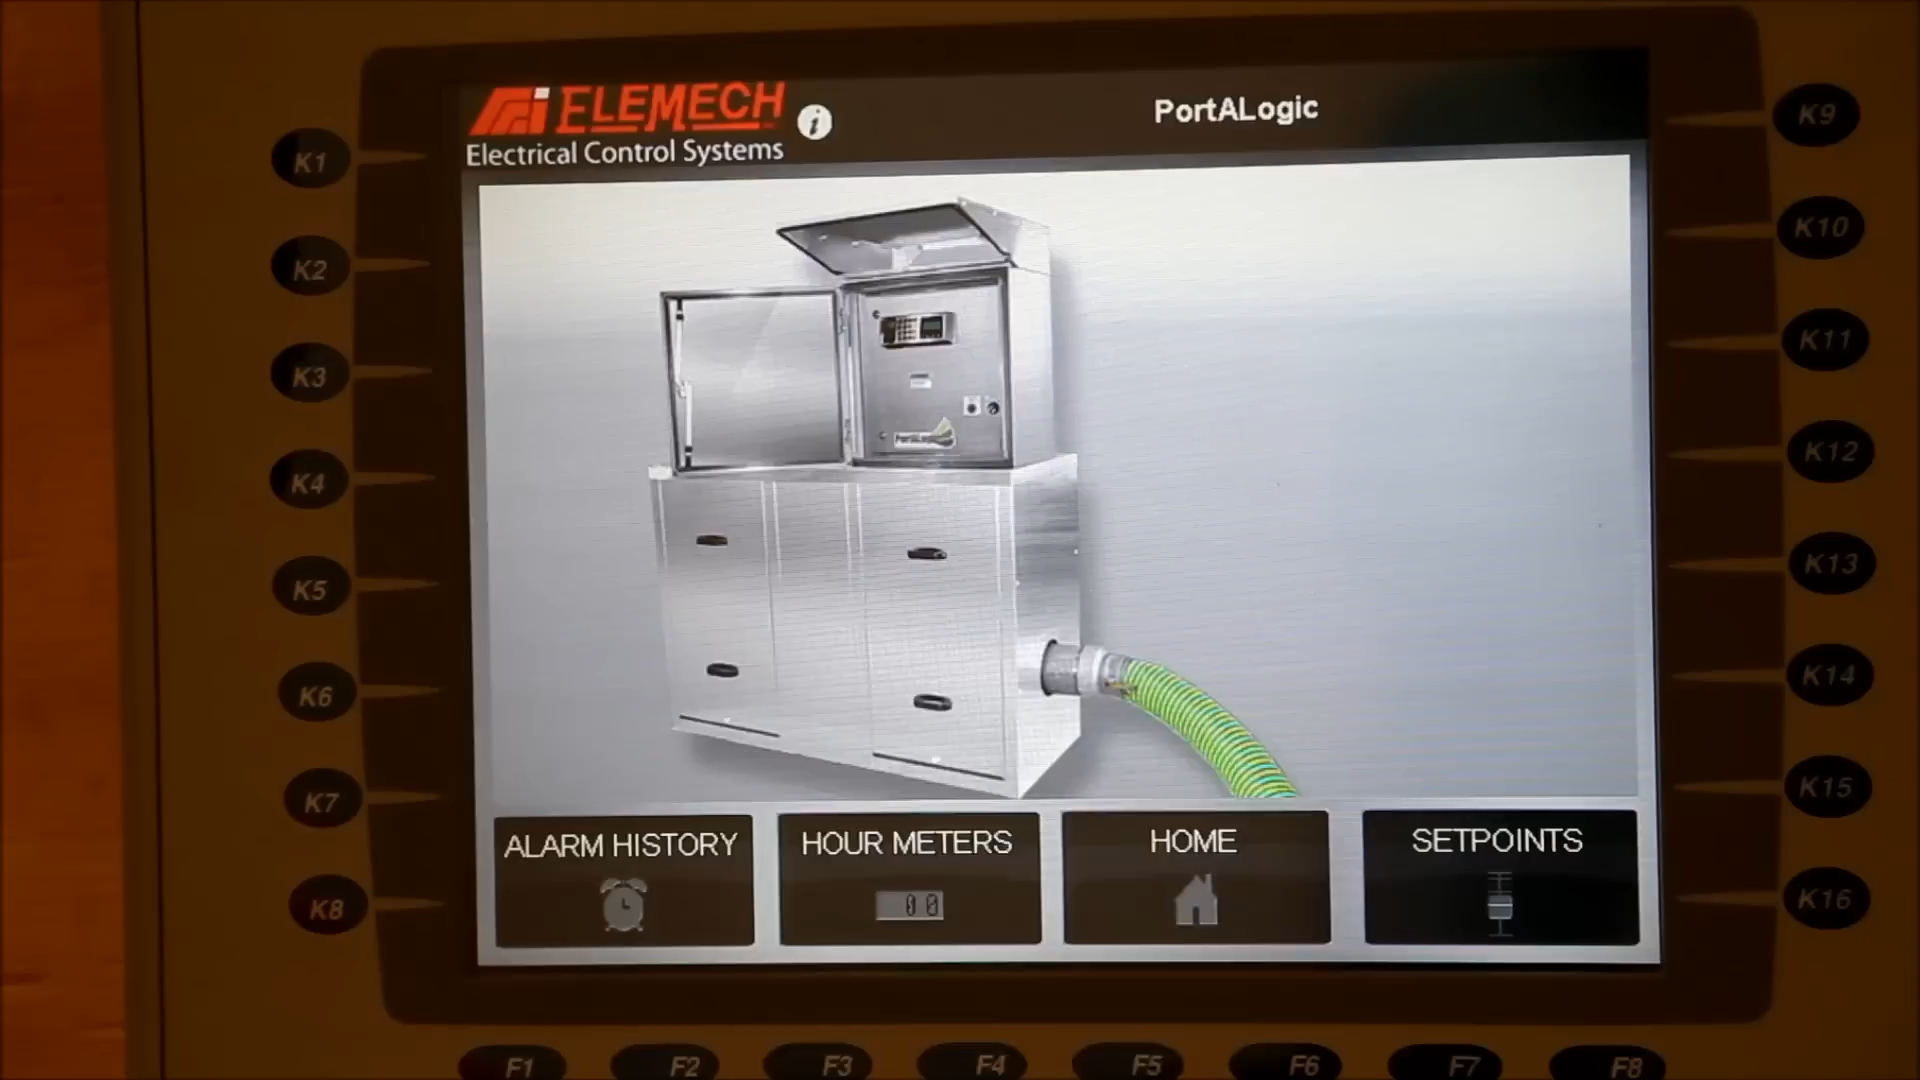 ELEMECH
i
Electrical Control Systems
PortALogic
K1
K2
K3
K4
K5
K6
K7
K8
K9
K10
K11
K12
K13
K14
K15
K16
PortALogic
ALARM HISTORY
HOUR METERS
00
HOME
SETPOINTS
F1
F2
F3
F4
F5
F6
F7
F8